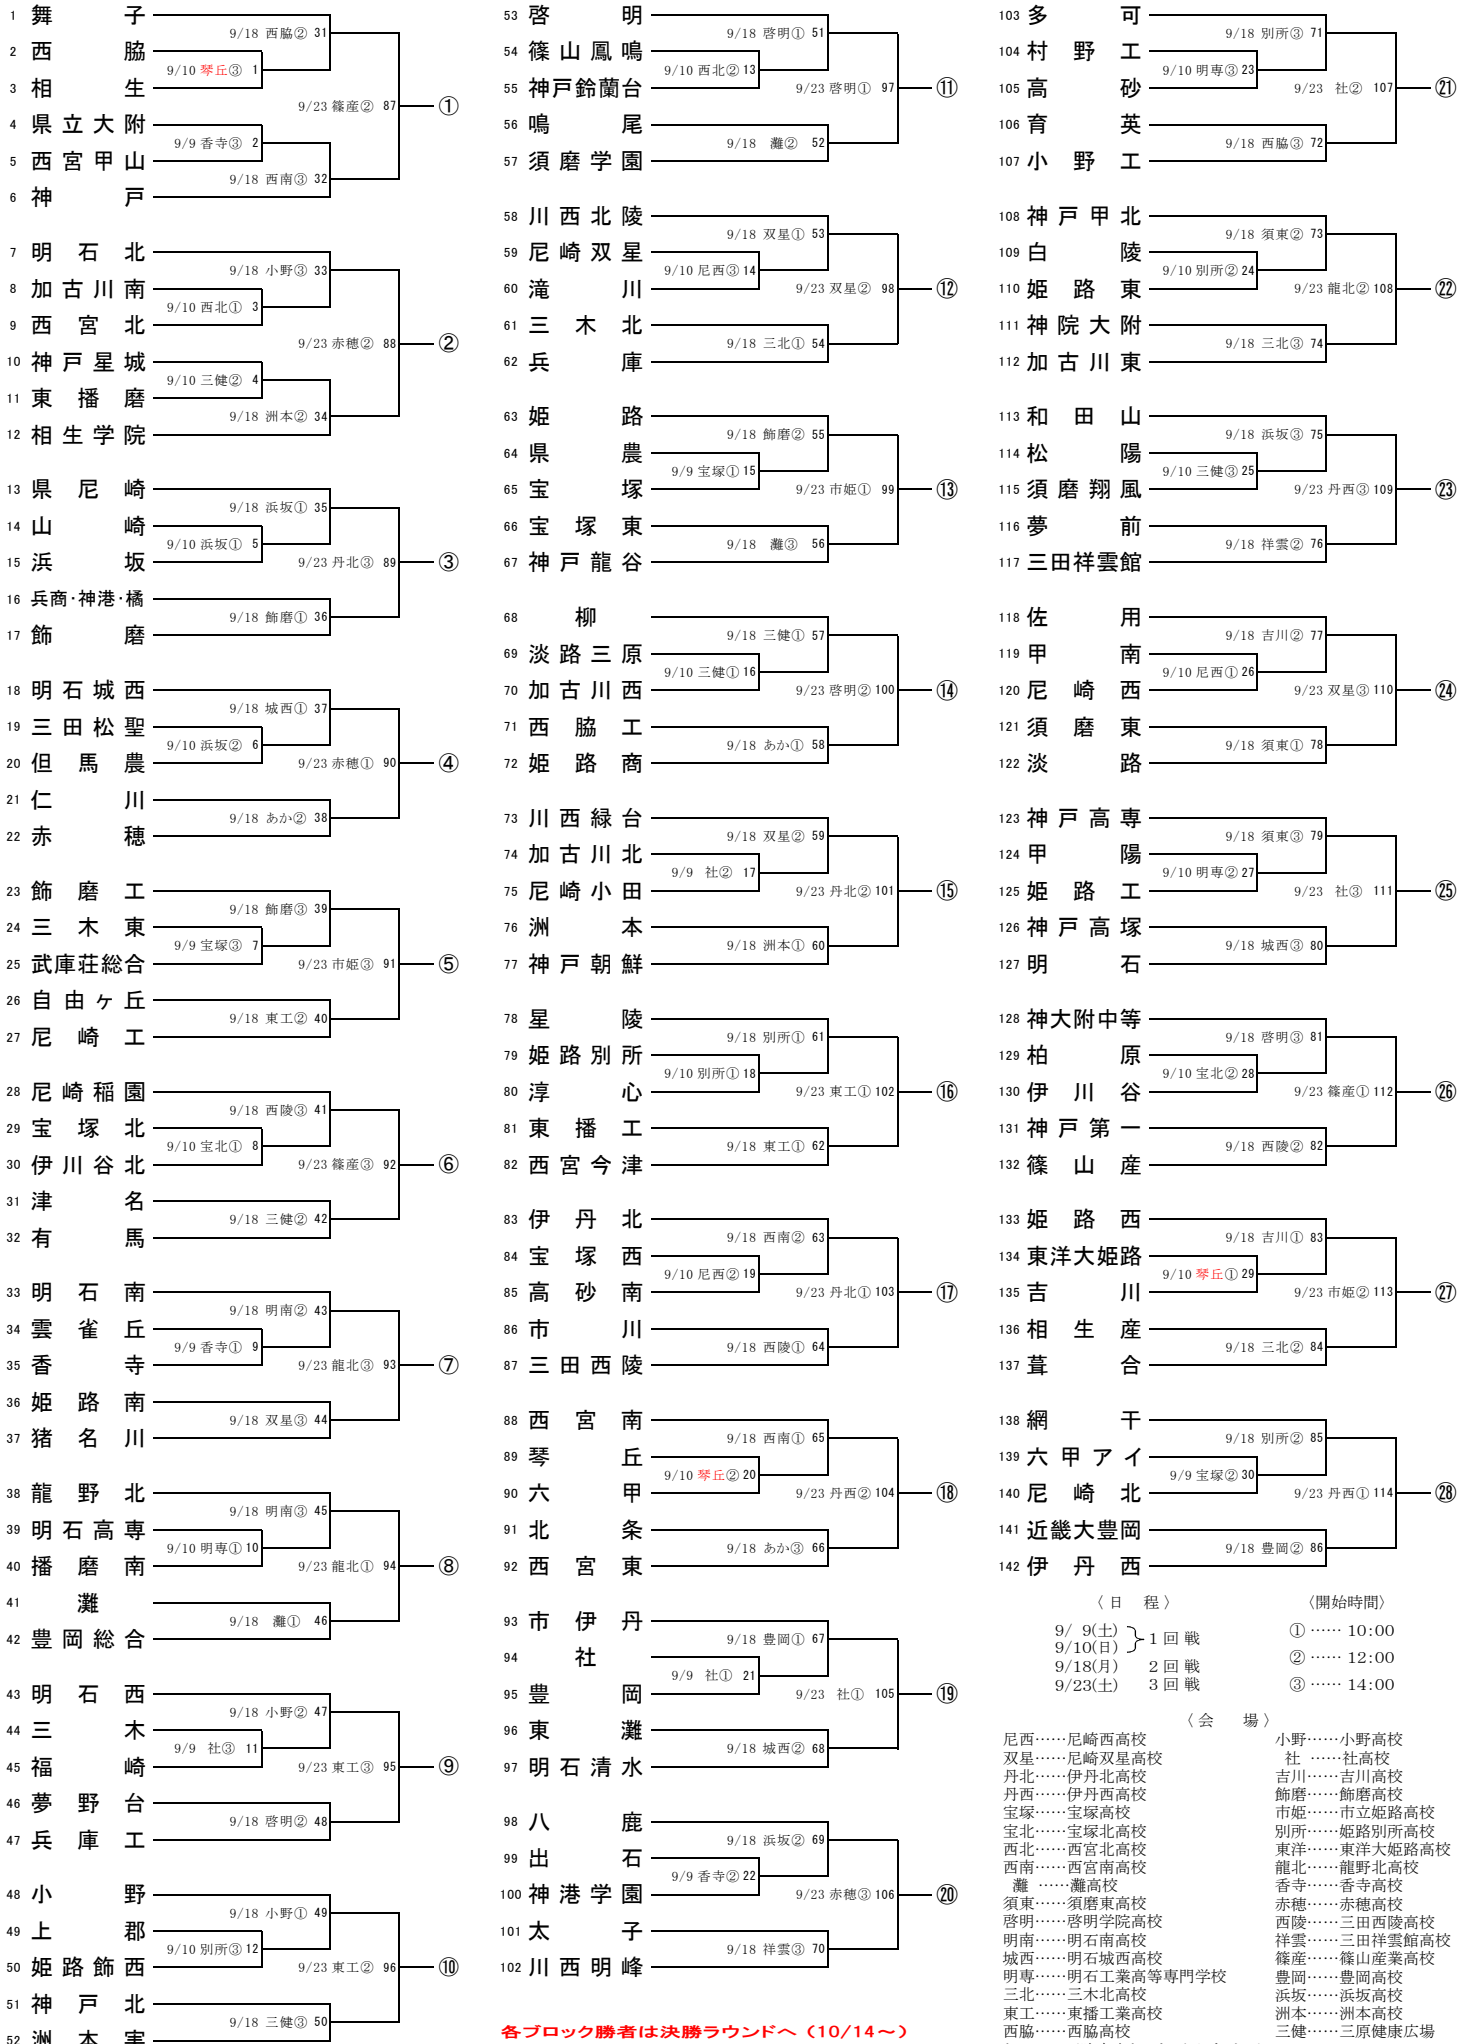 1 舞子
9/18 西脇② 31
2 西脇
9/10 琴丘③ 1
3 相生
9/23 篠産② 87 ①
4 県立大附
9/9 香寺③ 2
5 西宮甲山
9/18 西南③ 32
6 神戸
7 明石北
9/18 小野③ 33
8 加古川南
9/10 西北① 3
9 西宮北
9/23 赤穂② 88 ②
10 神戸星城
9/10 三健② 4
11 東播磨
9/18 洲本② 34
12 相生学院
13 県尼崎
9/18 浜坂① 35
14 山崎
9/10 浜坂① 5
15 浜坂
9/23 丹北③ 89 ③
16 兵商・神港・橘
9/18 飾磨① 36
17 飾磨
18 明石城西
9/18 城西① 37
19 三田松聖
9/10 浜坂② 6
20 但馬農
9/23 赤穂① 90 ④
21 仁川
9/18 あか② 38
22 赤穂
23 飾磨工
9/18 飾磨③ 39
24 三木東
9/9 宝塚③ 7
25 武庫荘総合
9/23 市姫③ 91 ⑤
26 自由ヶ丘
9/18 東工② 40
27 尼崎工
28 尼崎稲園
9/18 西陵③ 41
29 宝塚北
9/10 宝北① 8
30 伊川谷北
9/23 篠産③ 92 ⑥
31 津名
9/18 三健② 42
32 有馬
33 明石南
9/18 明南② 43
34 雲雀丘
9/9 香寺① 9
35 香寺
9/23 龍北③ 93 ⑦
36 姫路南
9/18 双星③ 44
37 猪名川
38 龍野北
9/18 明南③ 45
39 明石高専
9/10 明専① 10
40 播磨南
9/23 龍北① 94 ⑧
41 灘
9/18 灘① 46
42 豊岡総合
43 明石西
9/18 小野② 47
44 三木
9/9 社③ 11
45 福崎
9/23 東工③ 95 ⑨
46 夢野台
9/18 啓明② 48
47 兵庫工
48 小野
9/18 小野① 49
49 上郡
9/10 別所③ 12
50 姫路飾西
9/23 東工② 96 ⑩
51 神戸北
9/18 三健③ 50
52 洲本実
53 啓明
9/18 啓明① 51
54 篠山鳳鳴
9/10 西北② 13
55 神戸鈴蘭台
9/23 啓明① 97 ⑪
56 鳴尾
9/18 灘② 52
57 須磨学園
58 川西北陵
9/18 双星① 53
59 尼崎双星
9/10 尼西③ 14
60 滝川
9/23 双星② 98 ⑫
61 三木北
9/18 三北① 54
62 兵庫
63 姫路
9/18 飾磨② 55
64 県農
9/9 宝塚① 15
65 宝塚
9/23 市姫① 99 ⑬
66 宝塚東
9/18 灘③ 56
67 神戸龍谷
68 柳
9/18 三健① 57
69 淡路三原
9/10 三健① 16
70 加古川西
9/23 啓明② 100 ⑭
71 西脇工
9/18 あか① 58
72 姫路商
73 川西緑台
9/18 双星② 59
74 加古川北
9/9 社② 17
75 尼崎小田
9/23 丹北② 101 ⑮
76 洲本
9/18 洲本① 60
77 神戸朝鮮
78 星陵
9/18 別所① 61
79 姫路別所
9/10 別所① 18
80 淳心
9/23 東工① 102 ⑯
81 東播工
9/18 東工① 62
82 西宮今津
83 伊丹北
9/18 西南② 63
84 宝塚西
9/10 尼西② 19
85 高砂南
9/23 丹北① 103 ⑰
86 市川
9/18 西陵① 64
87 三田西陵
88 西宮南
9/18 西南① 65
89 琴丘
9/10 琴丘② 20
90 六甲
9/23 丹西② 104 ⑱
91 北条
9/18 あか③ 66
92 西宮東
93 市伊丹
9/18 豊岡① 67
94 社
9/9 社① 21
95 豊岡
9/23 社① 105 ⑲
96 東灘
9/18 城西② 68
97 明石清水
98 八鹿
9/18 浜坂② 69
99 出石
9/9 香寺② 22
100 神港学園
9/23 赤穂③ 106 ⑳
101 太子
9/18 祥雲③ 70
102 川西明峰
各ブロック勝者は決勝ラウンドへ（10/14～）
103 多可
9/18 別所③ 71
104 村野工
9/10 明専③ 23
105 高砂
9/23 社② 107 ㉑
106 育英
9/18 西脇③ 72
107 小野工
108 神戸甲北
9/18 須東② 73
109 白陵
9/10 別所② 24
110 姫路東
9/23 龍北② 108 ㉒
111 神院大附
9/18 三北③ 74
112 加古川東
113 和田山
9/18 浜坂③ 75
114 松陽
9/10 三健③ 25
115 須磨翔風
9/23 丹西③ 109 ㉓
116 夢前
9/18 祥雲② 76
117 三田祥雲館
118 佐用
9/18 吉川② 77
119 甲南
9/10 尼西① 26
120 尼崎西
9/23 双星③ 110 ㉔
121 須磨東
9/18 須東① 78
122 淡路
123 神戸高専
9/18 須東③ 79
124 甲陽
9/10 明専② 27
125 姫路工
9/23 社③ 111 ㉕
126 神戸高塚
9/18 城西③ 80
127 明石
128 神大附中等
9/18 啓明③ 81
129 柏原
9/10 宝北② 28
130 伊川谷
9/23 篠産① 112 ㉖
131 神戸第一
9/18 西陵② 82
132 篠山産
133 姫路西
9/18 吉川① 83
134 東洋大姫路
9/10 琴丘① 29
135 吉川
9/23 市姫② 113 ㉗
136 相生産
9/18 三北② 84
137 葺合
138 網干
9/18 別所② 85
139 六甲アイ
9/9 宝塚② 30
140 尼崎北
9/23 丹西① 114 ㉘
141 近畿大豊岡
9/18 豊岡② 86
142 伊丹西
〈日 程〉 〈開始時間〉
9/ 9(土)
9/10(日) 1回戦
9/18(月) 2回戦
9/23(土) 3回戦
① …… 10:00
② …… 12:00
③ …… 14:00
〈会 場〉
尼西……尼崎西高校 小野……小野高校
双星……尼崎双星高校 社 ……社高校
丹北……伊丹北高校 吉川……吉川高校
丹西……伊丹西高校 飾磨……飾磨高校
宝塚……宝塚高校 市姫……市立姫路高校
宝北……宝塚北高校 別所……姫路別所高校
西北……西宮北高校 東洋……東洋大姫路高校
西南……西宮南高校 龍北……龍野北高校
灘 ……灘高校 香寺……香寺高校
須東……須磨東高校 赤穂……赤穂高校
啓明……啓明学院高校 西陵……三田西陵高校
明南……明石南高校 祥雲……三田祥雲館高校
城西……明石城西高校 篠産……篠山産業高校
明専……明石工業高等専門学校 豊岡……豊岡高校
三北……三木北高校 浜坂……浜坂高校
東工……東播工業高校 洲本……洲本高校
西脇……西脇高校 三健……三原健康広場